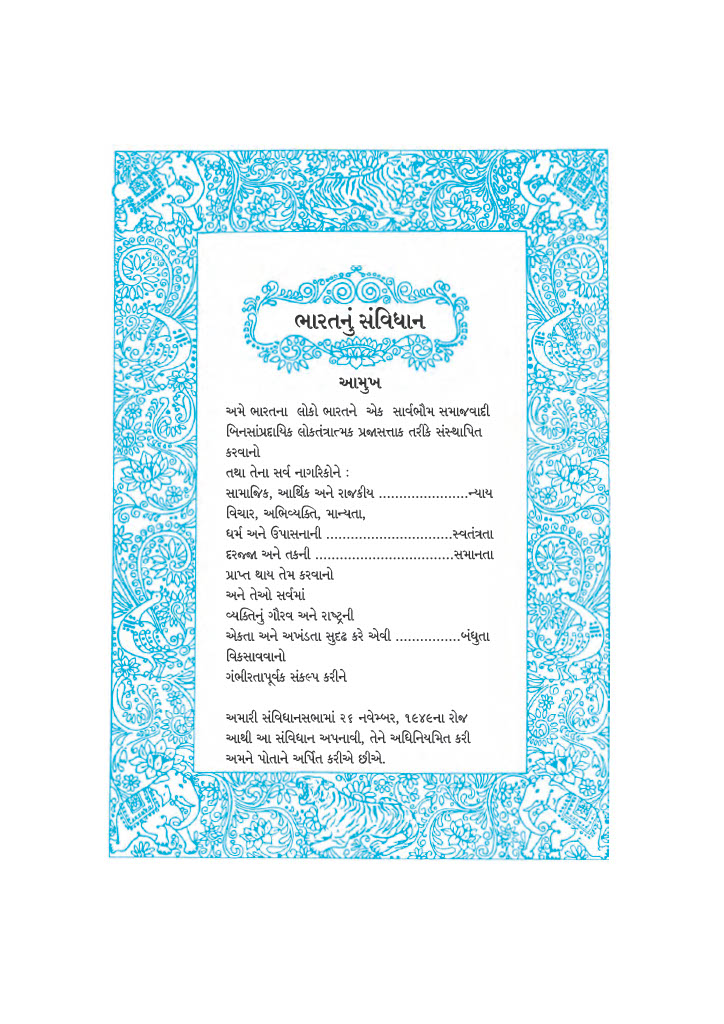 ભારતનું સંવિધાન
આમુખ
અમે ભારતના લોકો ભારતને એક સાર્વભૌમ સમાજવાદી
બિનસાંપ્રદાયિક લોકતંત્રાત્મક પ્રજાસત્તાક તરીકે સંસ્થાપિત
કરવાનો
તથા તેના સર્વ નાગરિકોને :
સામાજિક, આર્થિક અને રાજકીય ......................ન્યાય
વિચાર, અભિવ્યક્તિ, માન્યતા,
ધર્મ અને ઉપાસનાની ...............................સ્વતંત્રતા
દરજ્જા અને તકની ..................................સમાનતા
પ્રાપ્ત થાય તેમ કરવાનો
અને તેઓ સર્વમાં
વ્યક્તિનું ગૌરવ અને રાષ્ટ્રની
એકતા અને અખંડતા સુદઢ કરે એવી ................બંધુતા
વિકસાવવાનો
ગંભીરતાપૂર્વક સંકલ્પ કરીને
અમારી સંવિધાનસભામાં ૨૬ નવેમ્બર, ૧૯૪૯ના રોજ
આથી આ સંવિધાન અપનાવી, તેને અધિનિયમિત કરી
અમને પોતાને અર્પિત કરીએ છીએ.